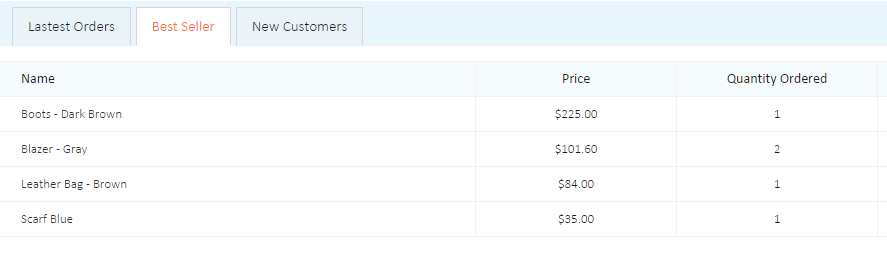 Lastest Orders Best Seller New Customers
Name Price Quantity Ordered
Boots - Dark Brown $225.00 1
Blazer - Gray $101.60 2
Leather Bag - Brown $84.00 1
Scarf Blue $35.00 1